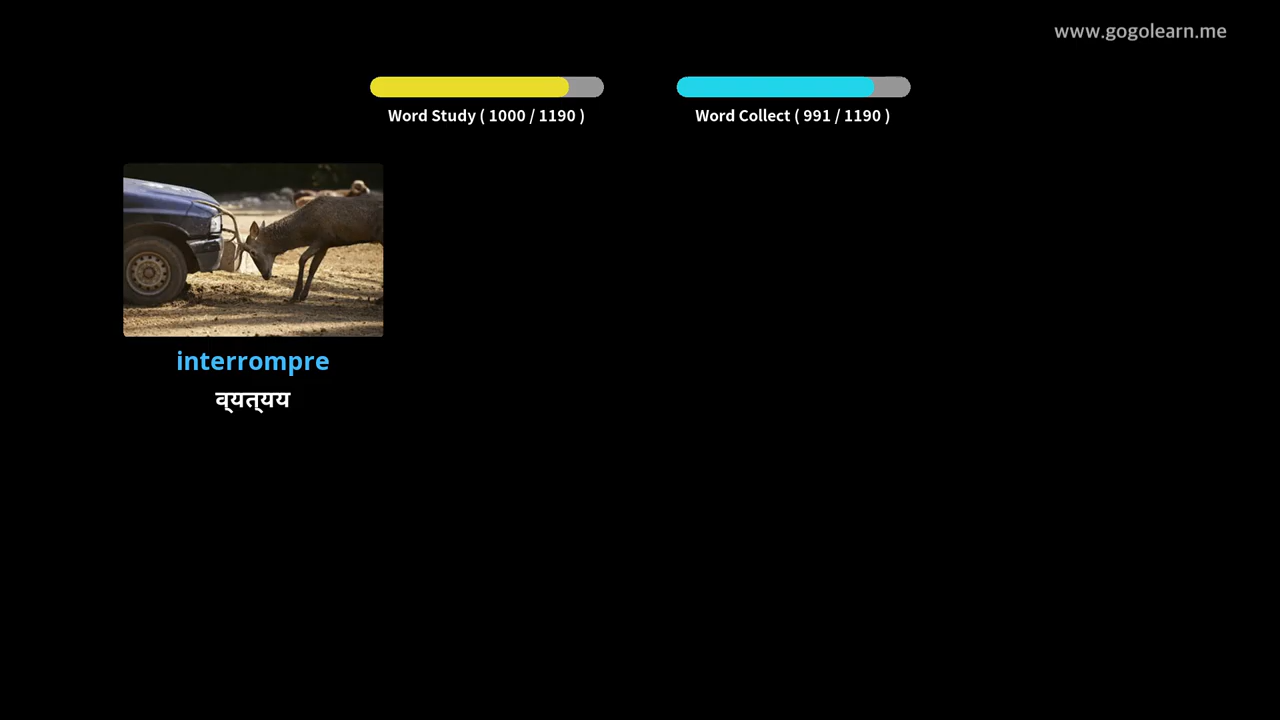 www.gogolearn.me
Word Study ( 1000 / 1190 )
Word Collect ( 991 / 1190 )
interrompre
व्यत्यय